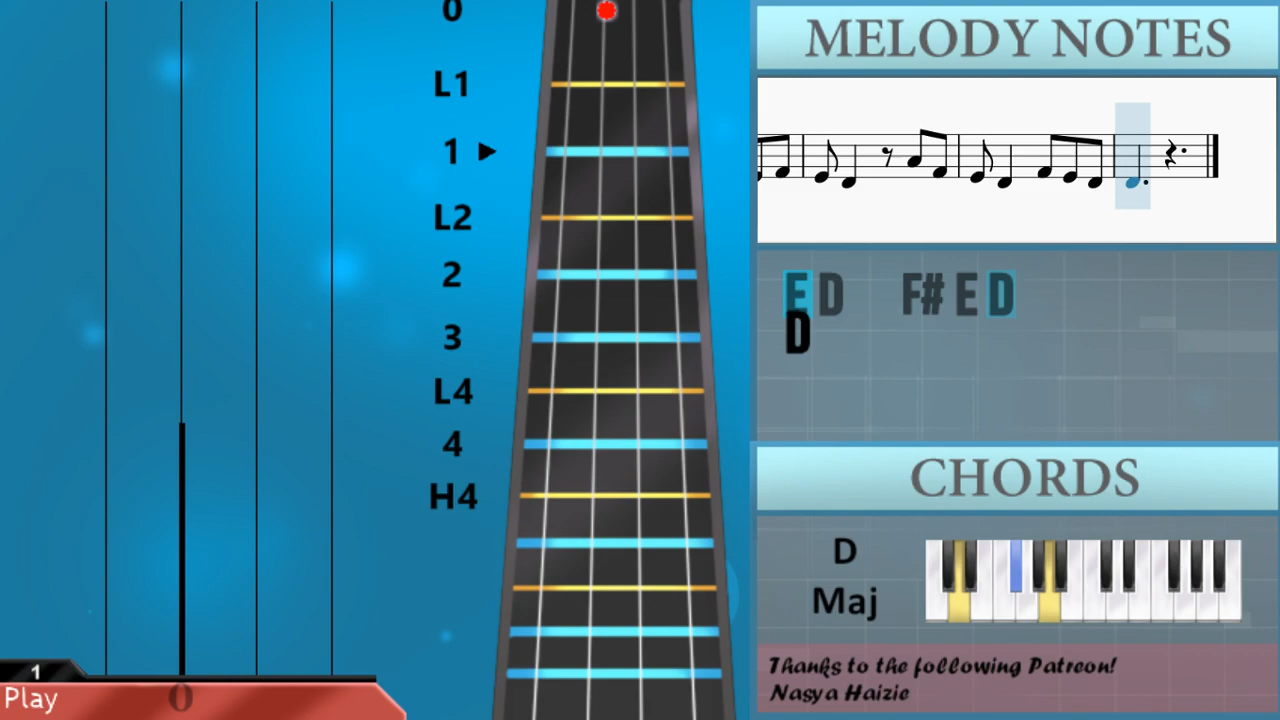 0
L1
1
L2
2
3
L4
4
H4
1
Play
0
MELODY NOTES
E D F# E D
D
CHORDS
D
Maj
Thanks to the following Patreon!
Nasya Haizie